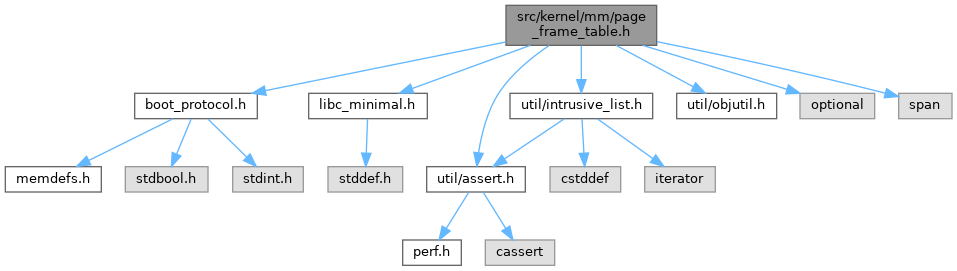 src/kernel/mm/page
_frame_table.h
boot_protocol.h
libc_minimal.h
util/intrusive_list.h
util/objutil.h
optional
span
memdefs.h
stdbool.h
stdint.h
stddef.h
util/assert.h
cstddef
iterator
perf.h
cassert